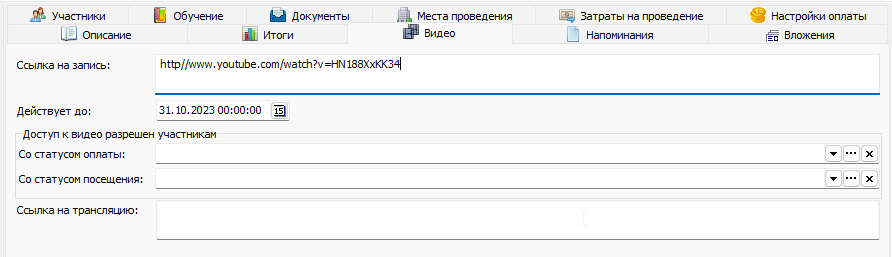 Участники Обучение Документы Места проведения Затраты на проведение Настройки оплаты
Описание Итоги Видео Напоминания Вложения
Ссылка на запись: http//www.youtube.com/watch?v=HN188XxKK34
Действует до: 31.10.2023 00:00:00 15
Доступ к видео разрешен участникам
Со статусом оплаты:
Со статусом посещения:
Ссылка на трансляцию: